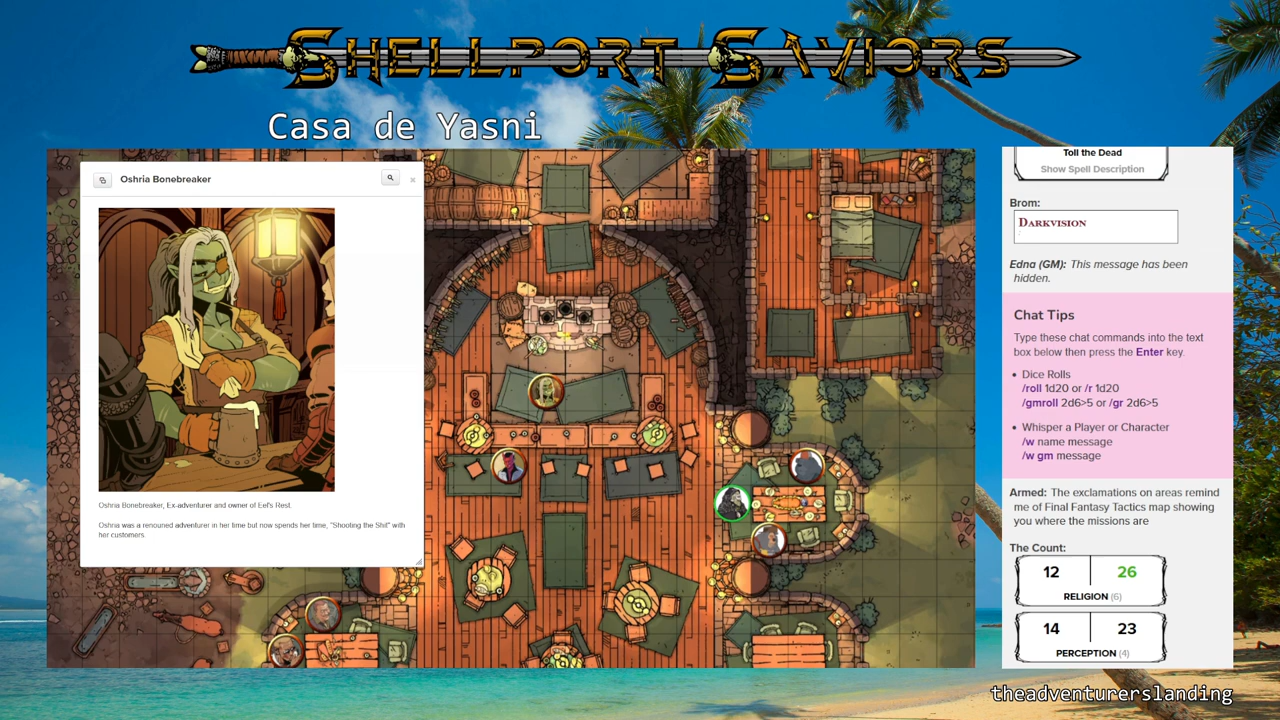 SHELLPORT SAVIORS
Casa de Yasni
Oshria Bonebreaker
Oshria Bonebreaker, Ex-adventurer and owner of Eel's Rest.
Oshria was a renouned adventurer in her time but now spends her time, "Shooting the Shit" with
her customers.
Toll the Dead
Show Spell Description
Brom:
DARKVISION
Edna (GM): This message has been
hidden.
Chat Tips
Type these chat commands into the text
box below then press the Enter key.
• Dice Rolls
/roll 1d20 or /r 1d20
/gmroll 2d6>5 or /gr 2d6>5
• Whisper a Player or Character
/w name message
/w gm message
Armed: The exclamations on areas remind
me of Final Fantasy Tactics map showing
you where the missions are
The Count:
12 26
RELIGION (6)
14 23
PERCEPTION (4)
theadventurerslanding